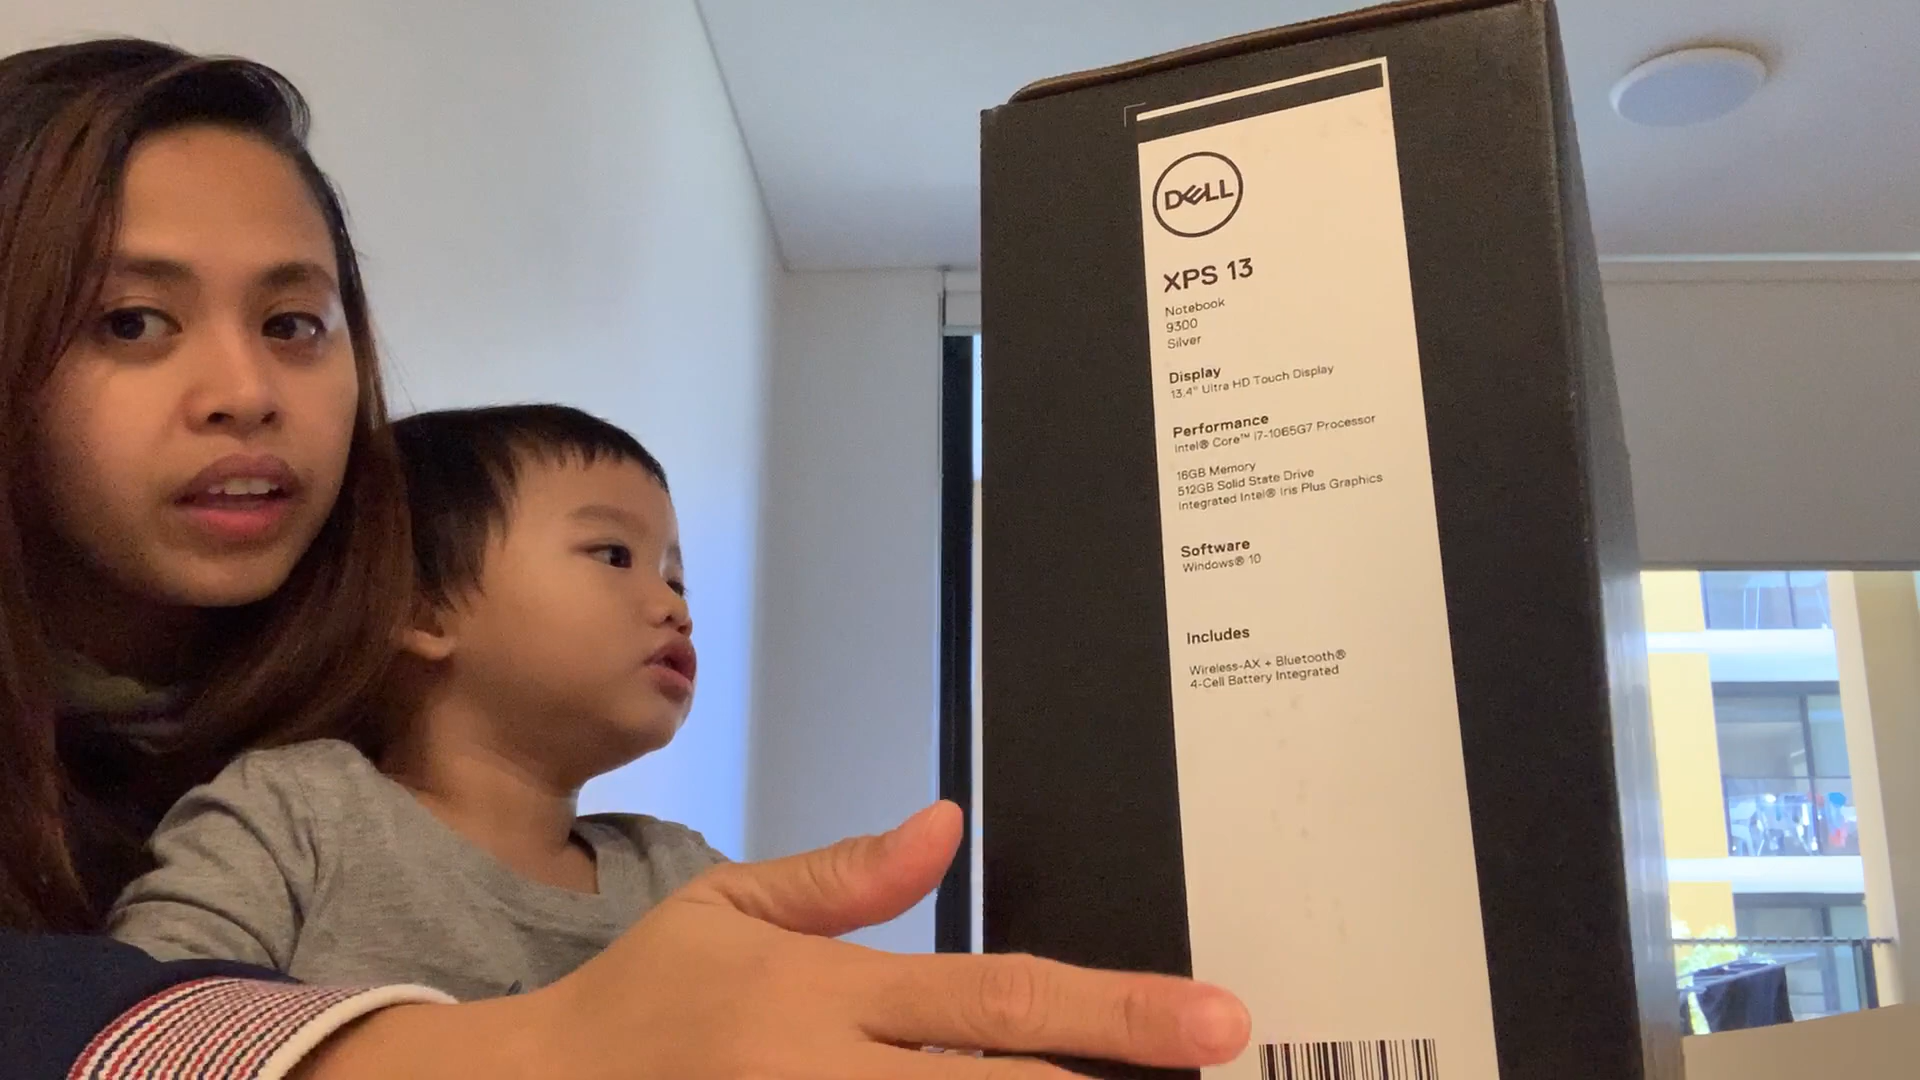 DELL
XPS 13
Notebook
9300
Silver
Display
13.4" Ultra HD Touch Display
Performance
Intel® Core™ i7-1065G7 Processor
16GB Memory
512GB Solid State Drive
Integrated Intel® Iris Plus Graphics
Software
Windows® 10
Includes
Wireless-AX + Bluetooth®
4-Cell Battery Integrated